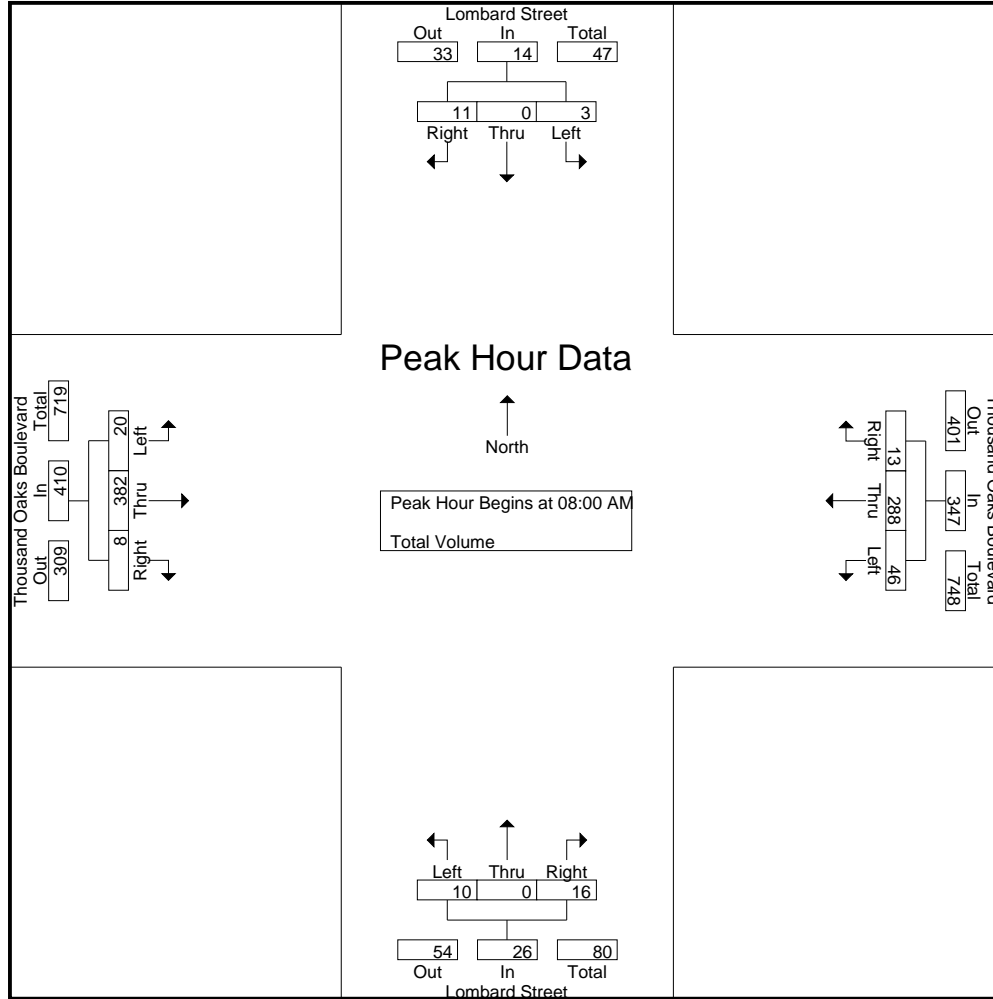 Lombard Street
Out In Total
33 14 47
11 0 3
Right Thru Left
Peak Hour Data
North
Peak Hour Begins at 08:00 AM
Total Volume
Thousand Oaks Boulevard
Out In Total
309 410 719
20 382 8
Left Thru Right
Thousand Oaks Boulevard
Out In Total
401 347 748
13 288 46
Right Thru Left
Left Thru Right
10 0 16
54 26 80
Out In Total
Lombard Street